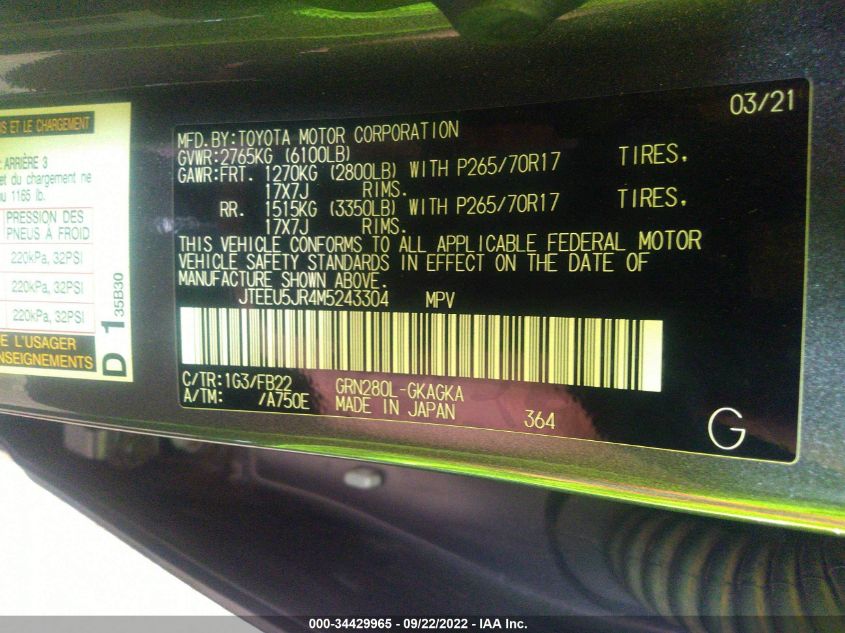 S ET LE CHARGEMENT
ARRIÈRE 3
et du chargement ne
u 1165 lb.
PRESSION DES
PNEUS À FROID
220kPa, 32PSI
220kPa, 32PSI
220kPa, 32PSI
E L'USAGER
NSEIGNEMENTS
D 1 35B30
03/21
MFD.BY:TOYOTA MOTOR CORPORATION
GVWR:2765KG (6100LB)
GAWR:FRT. 1270KG (2800LB) WITH P265/70R17 TIRES,
17X7J RIMS.
RR. 1515KG (3350LB) WITH P265/70R17 TIRES,
17X7J RIMS.
THIS VEHICLE CONFORMS TO ALL APPLICABLE FEDERAL MOTOR
VEHICLE SAFETY STANDARDS IN EFFECT ON THE DATE OF
MANUFACTURE SHOWN ABOVE.
JTEEU5JR4M5243304 MPV
C/TR:1G3/FB22 GRN280L-GKAGKA
A/TM: /A750E MADE IN JAPAN 364
G
000-34429965 - 09/22/2022 - IAA Inc.